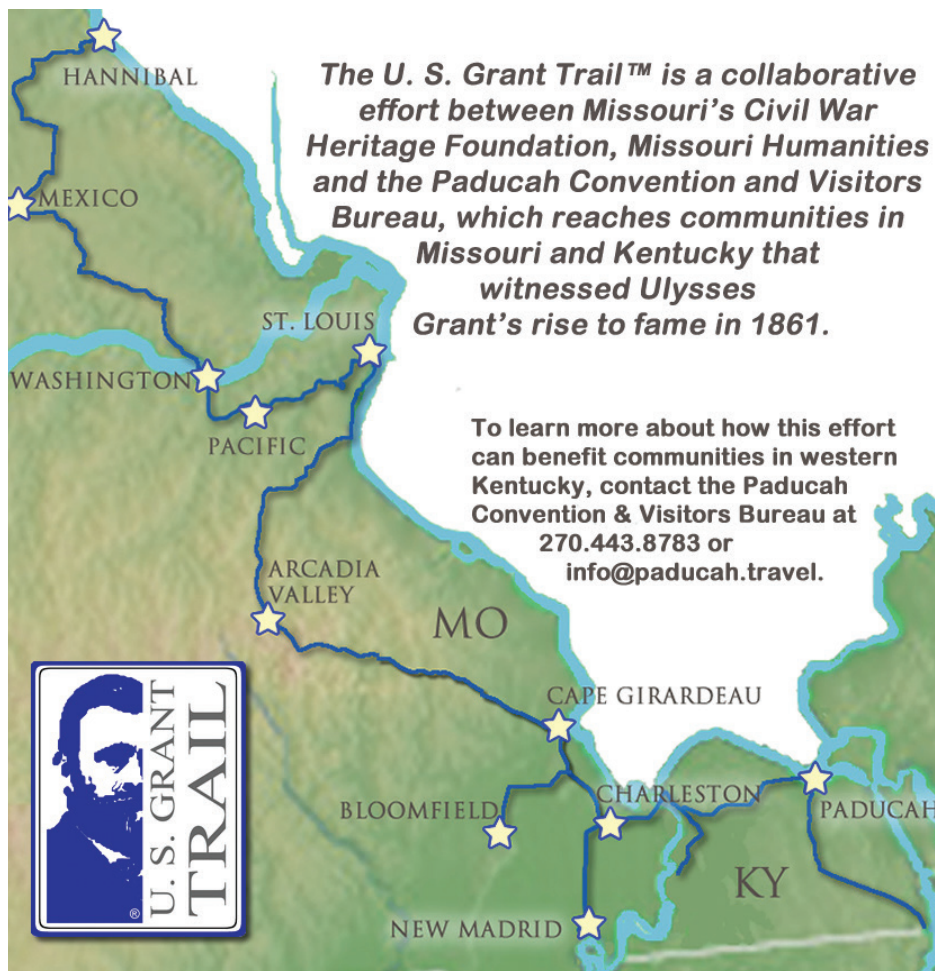 HANNIBAL
The U. S. Grant Trail™ is a collaborative
effort between Missouri's Civil War
Heritage Foundation, Missouri Humanities
and the Paducah Convention and Visitors
Bureau, which reaches communities in
Missouri and Kentucky that
witnessed Ulysses
Grant's rise to fame in 1861.
MEXICO
ST. LOUIS
WASHINGTON
PACIFIC
To learn more about how this effort
can benefit communities in western
Kentucky, contact the Paducah
Convention & Visitors Bureau at
270.443.8783 or
info@paducah.travel.
ARCADIA
VALLEY
MO
CAPE GIRARDEAU
BLOOMFIELD
CHARLESTON
PADUCAH
KY
NEW MADRID
U. S. GRANT
TRAIL
®